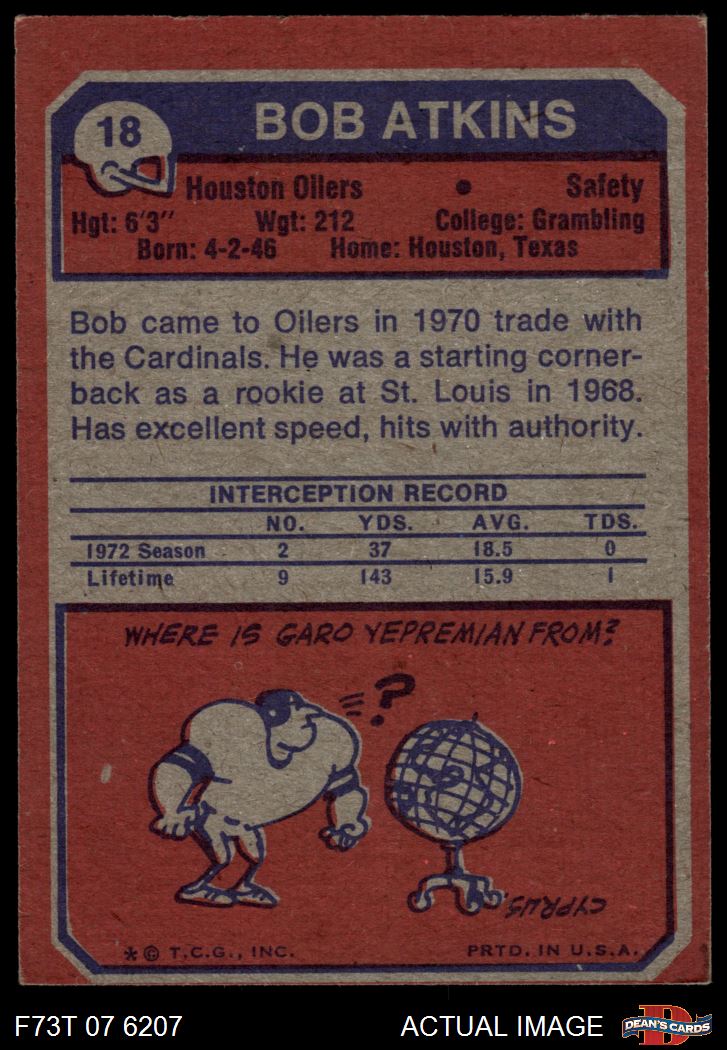 18
BOB ATKINS
Houston Oilers • Safety
Hgt: 6'3" Wgt: 212 College: Grambling
Born: 4-2-46 Home: Houston, Texas
Bob came to Oilers in 1970 trade with
the Cardinals. He was a starting corner-
back as a rookie at St. Louis in 1968.
Has excellent speed, hits with authority.
INTERCEPTION RECORD
NO. YDS. AVG. TDS.
1972 Season 2 37 18.5 0
Lifetime 9 143 15.9 1
WHERE IS GARO YEPREMIAN FROM?
?
CYPRUS.
* © T.C.G., INC. PRTD. IN U.S.A.
F73T 07 6207 ACTUAL IMAGE D DEAN'S CARDS